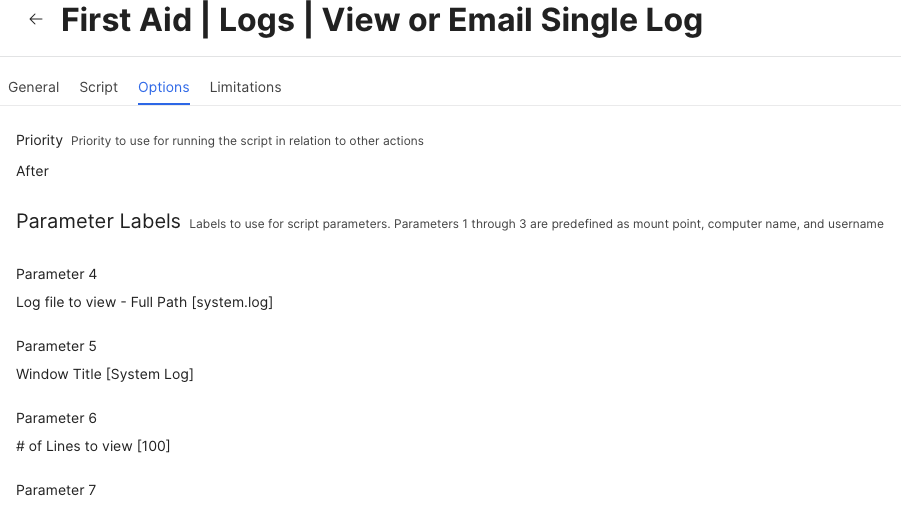 ← First Aid | Logs | View or Email Single Log
General Script Options Limitations
Priority Priority to use for running the script in relation to other actions
After
Parameter Labels Labels to use for script parameters. Parameters 1 through 3 are predefined as mount point, computer name, and username
Parameter 4
Log file to view - Full Path [system.log]
Parameter 5
Window Title [System Log]
Parameter 6
# of Lines to view [100]
Parameter 7